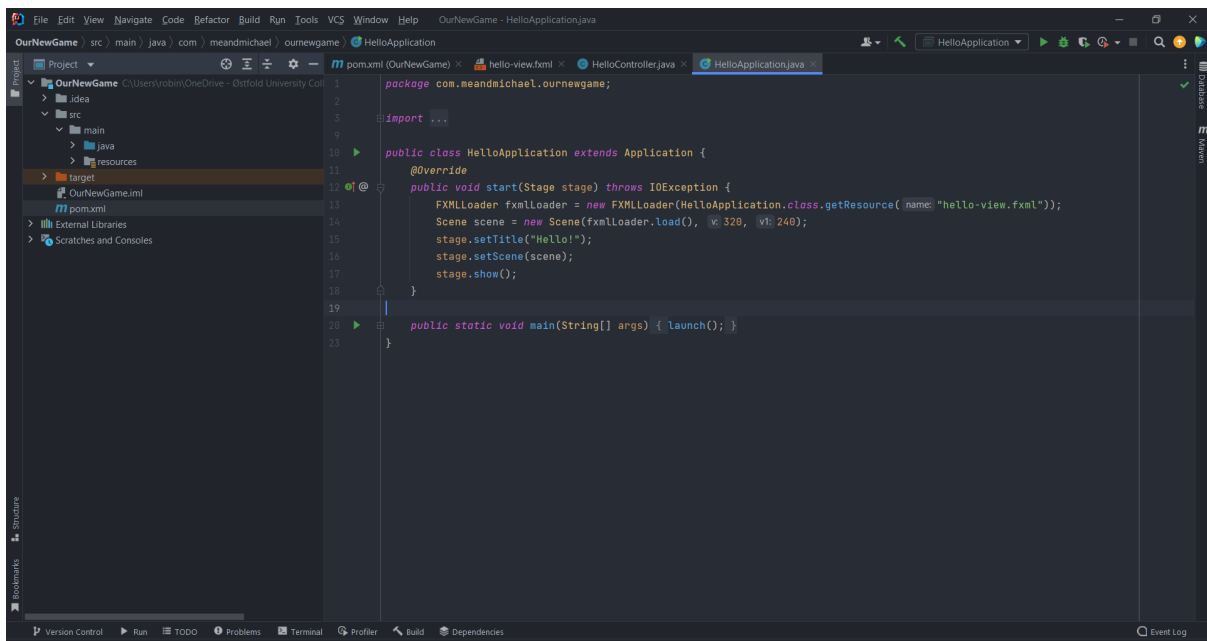 File Edit View Navigate Code Refactor Build Run Tools VCS Window Help OurNewGame - HelloApplication.java
OurNewGame src main java com meandmichael ournewgame HelloApplication
HelloApplication
Project
pom.xml (OurNewGame) hello-view.fxml HelloController.java HelloApplication.java
Project
OurNewGame C:\Users\robin\OneDrive - Østfold University Coll
.idea
src
main
java
resources
target
OurNewGame.iml
pom.xml
External Libraries
Scratches and Consoles
1 package com.meandmichael.ournewgame;
2
3 import ...
9
10 public class HelloApplication extends Application {
11 @Override
12 public void start(Stage stage) throws IOException {
13 FXMLLoader fxmlLoader = new FXMLLoader(HelloApplication.class.getResource( name: "hello-view.fxml"));
14 Scene scene = new Scene(fxmlLoader.load(), v: 320, v1: 240);
15 stage.setTitle("Hello!");
16 stage.setScene(scene);
17 stage.show();
18 }
19
20 public static void main(String[] args) { launch(); }
23 }
Database
Maven
Structure
Bookmarks
Version Control Run TODO Problems Terminal Profiler Build Dependencies
Event Log